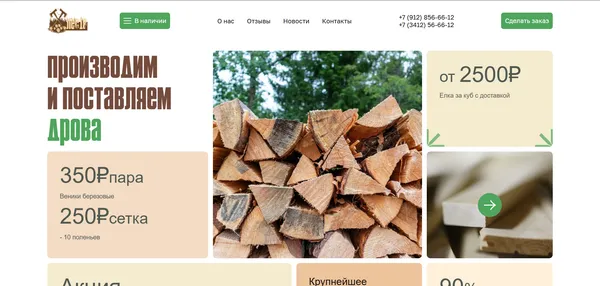 В наличии
О нас
Отзывы
Новости
Контакты
+7 (912) 856-66-12
+7 (3412) 56-66-12
Сделать заказ
производим
и поставляем
дрова
от 2500₽
Ёлка за куб с доставкой
350₽пара
Веники березовые
250₽сетка
- 10 поленьев
Акция
Крупнейшее
90%